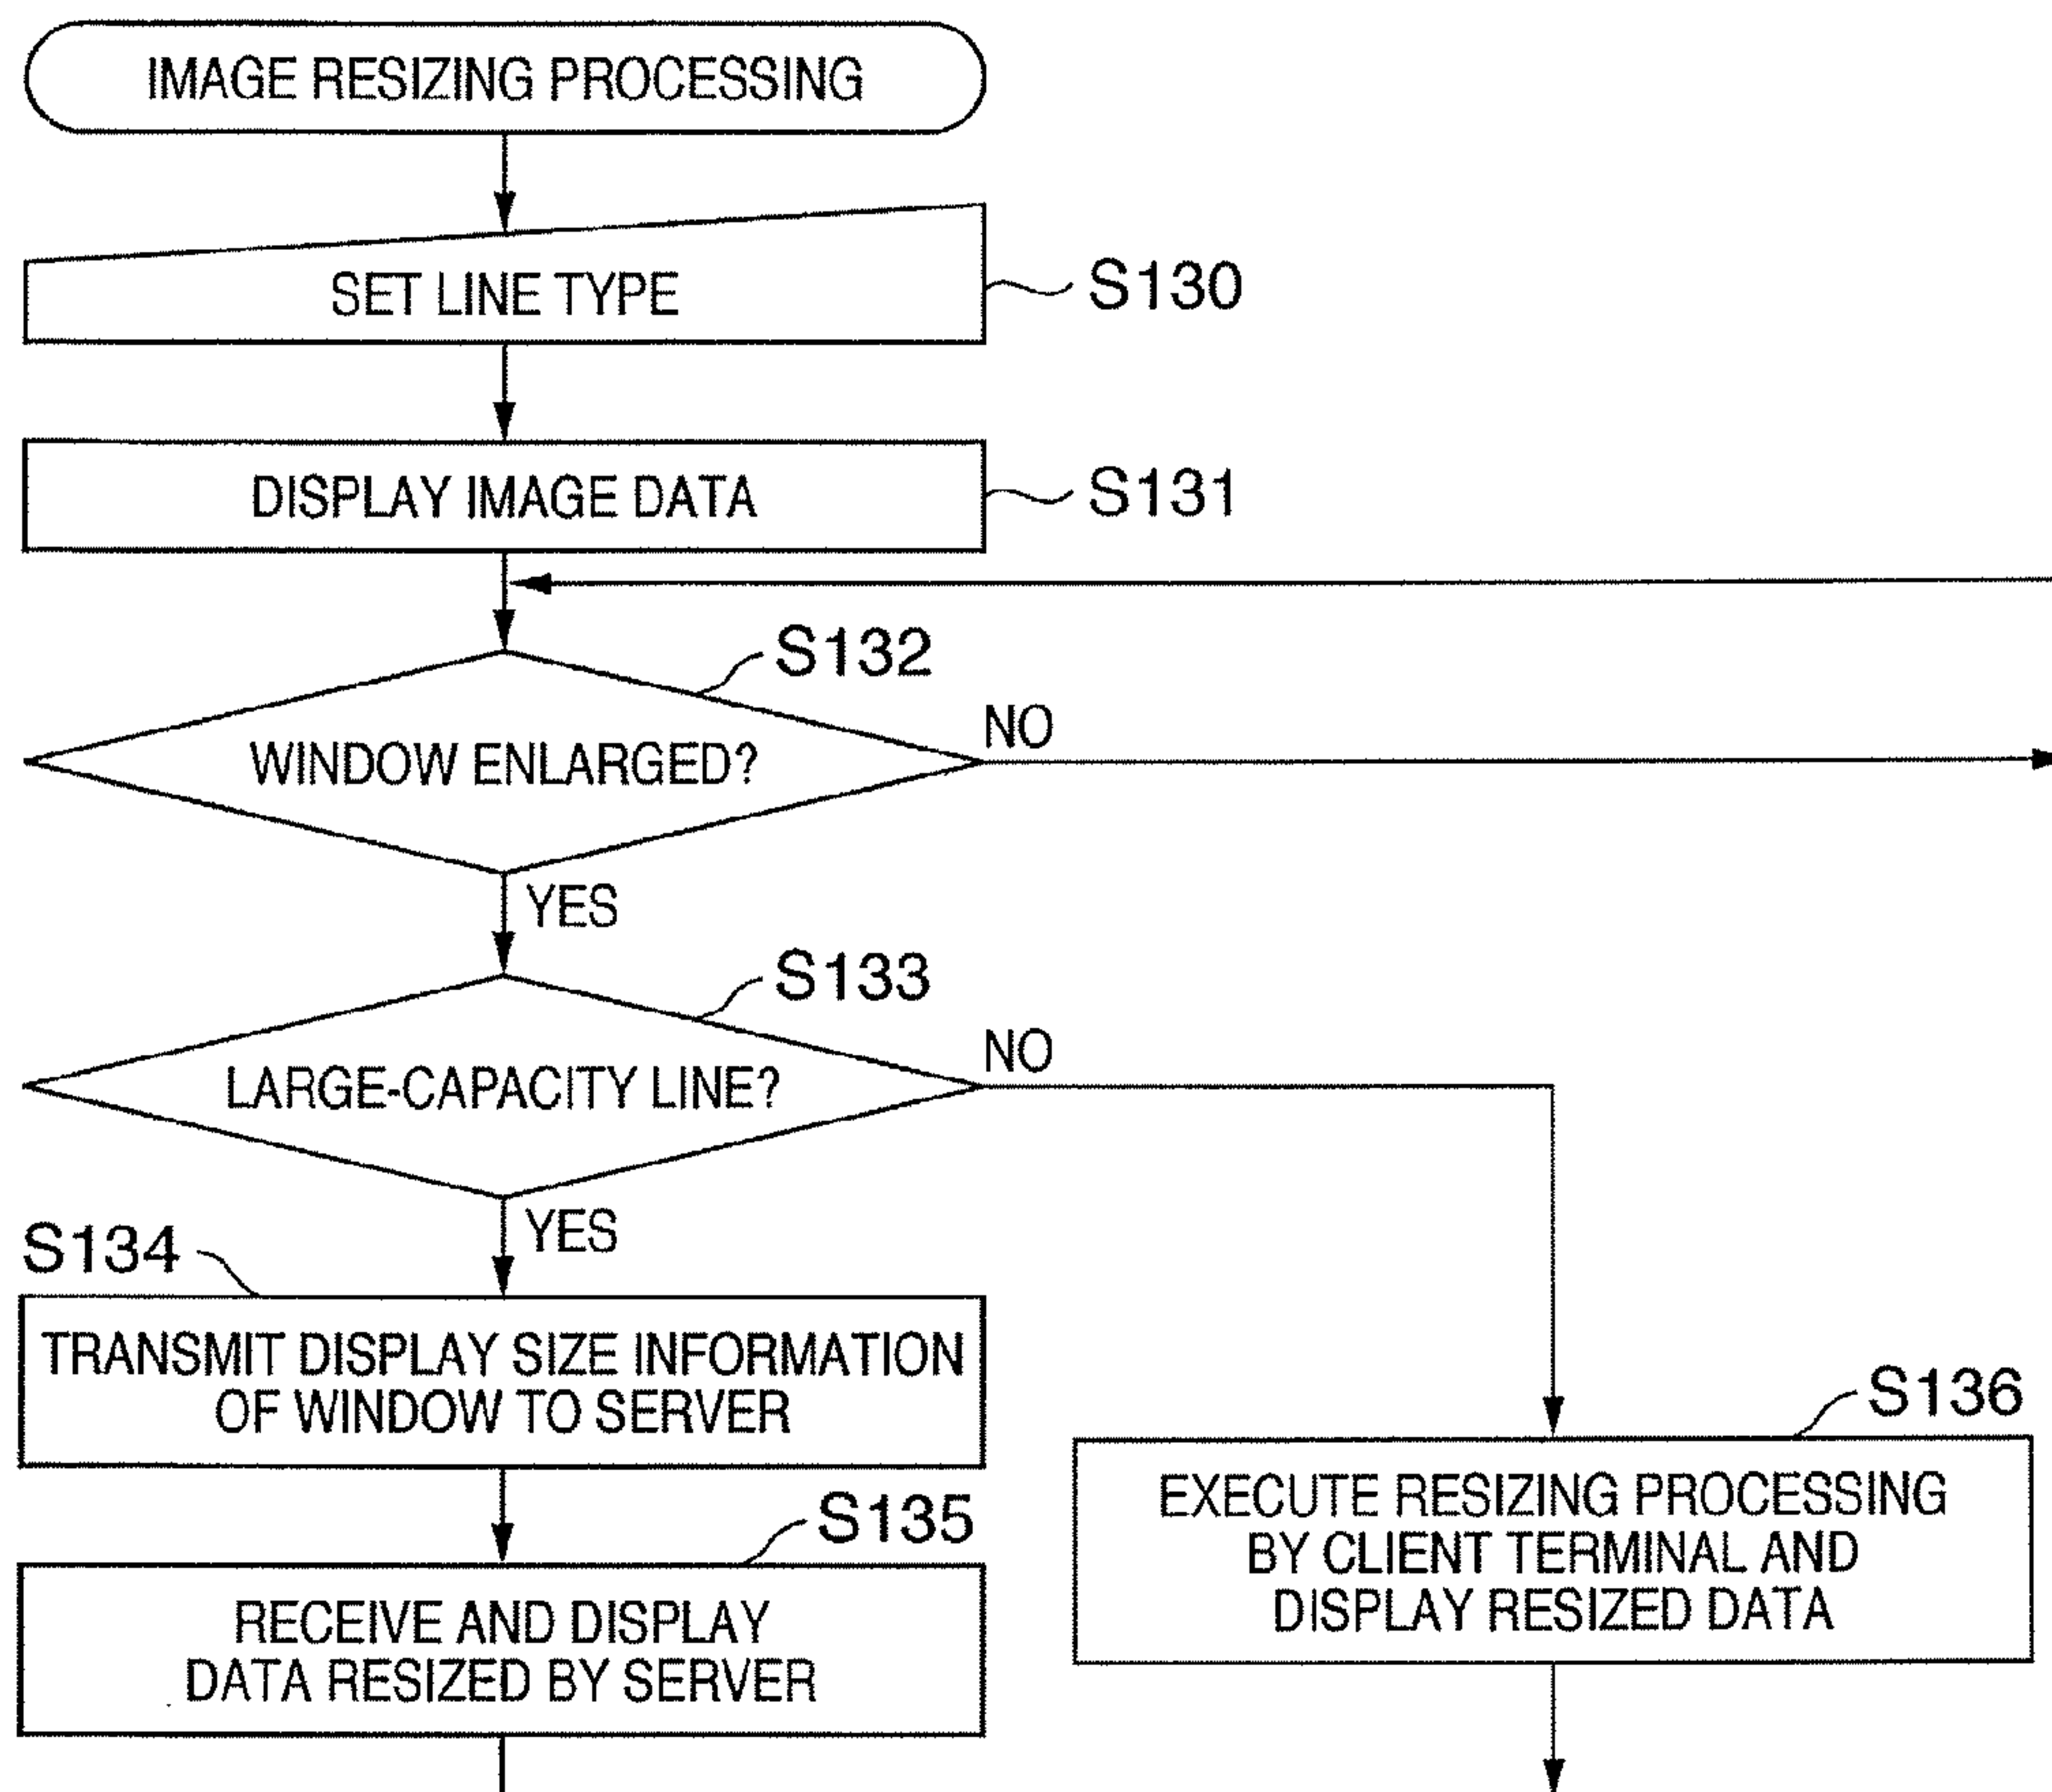 IMAGE RESIZING PROCESSING
SET LINE TYPE
S130
DISPLAY IMAGE DATA
S131
S132
WINDOW ENLARGED?
NO
YES
S133
LARGE-CAPACITY LINE?
NO
YES
S134
TRANSMIT DISPLAY SIZE INFORMATION
OF WINDOW TO SERVER
S135
RECEIVE AND DISPLAY
DATA RESIZED BY SERVER
S136
EXECUTE RESIZING PROCESSING
BY CLIENT TERMINAL AND
DISPLAY RESIZED DATA